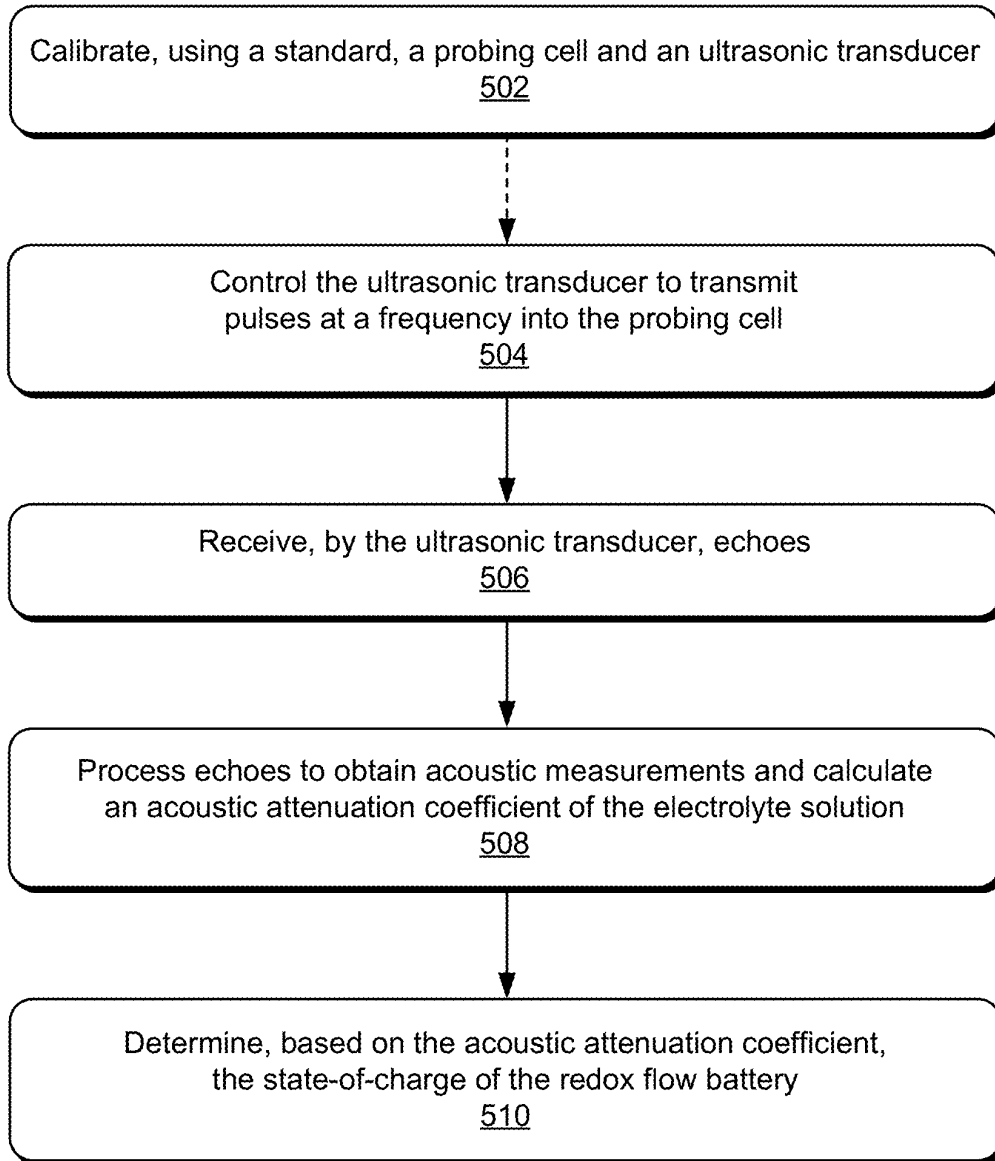 Calibrate, using a standard, a probing cell and an ultrasonic transducer
502
Control the ultrasonic transducer to transmit
pulses at a frequency into the probing cell
504
Receive, by the ultrasonic transducer, echoes
506
Process echoes to obtain acoustic measurements and calculate
an acoustic attenuation coefficient of the electrolyte solution
508
Determine, based on the acoustic attenuation coefficient,
the state-of-charge of the redox flow battery
510